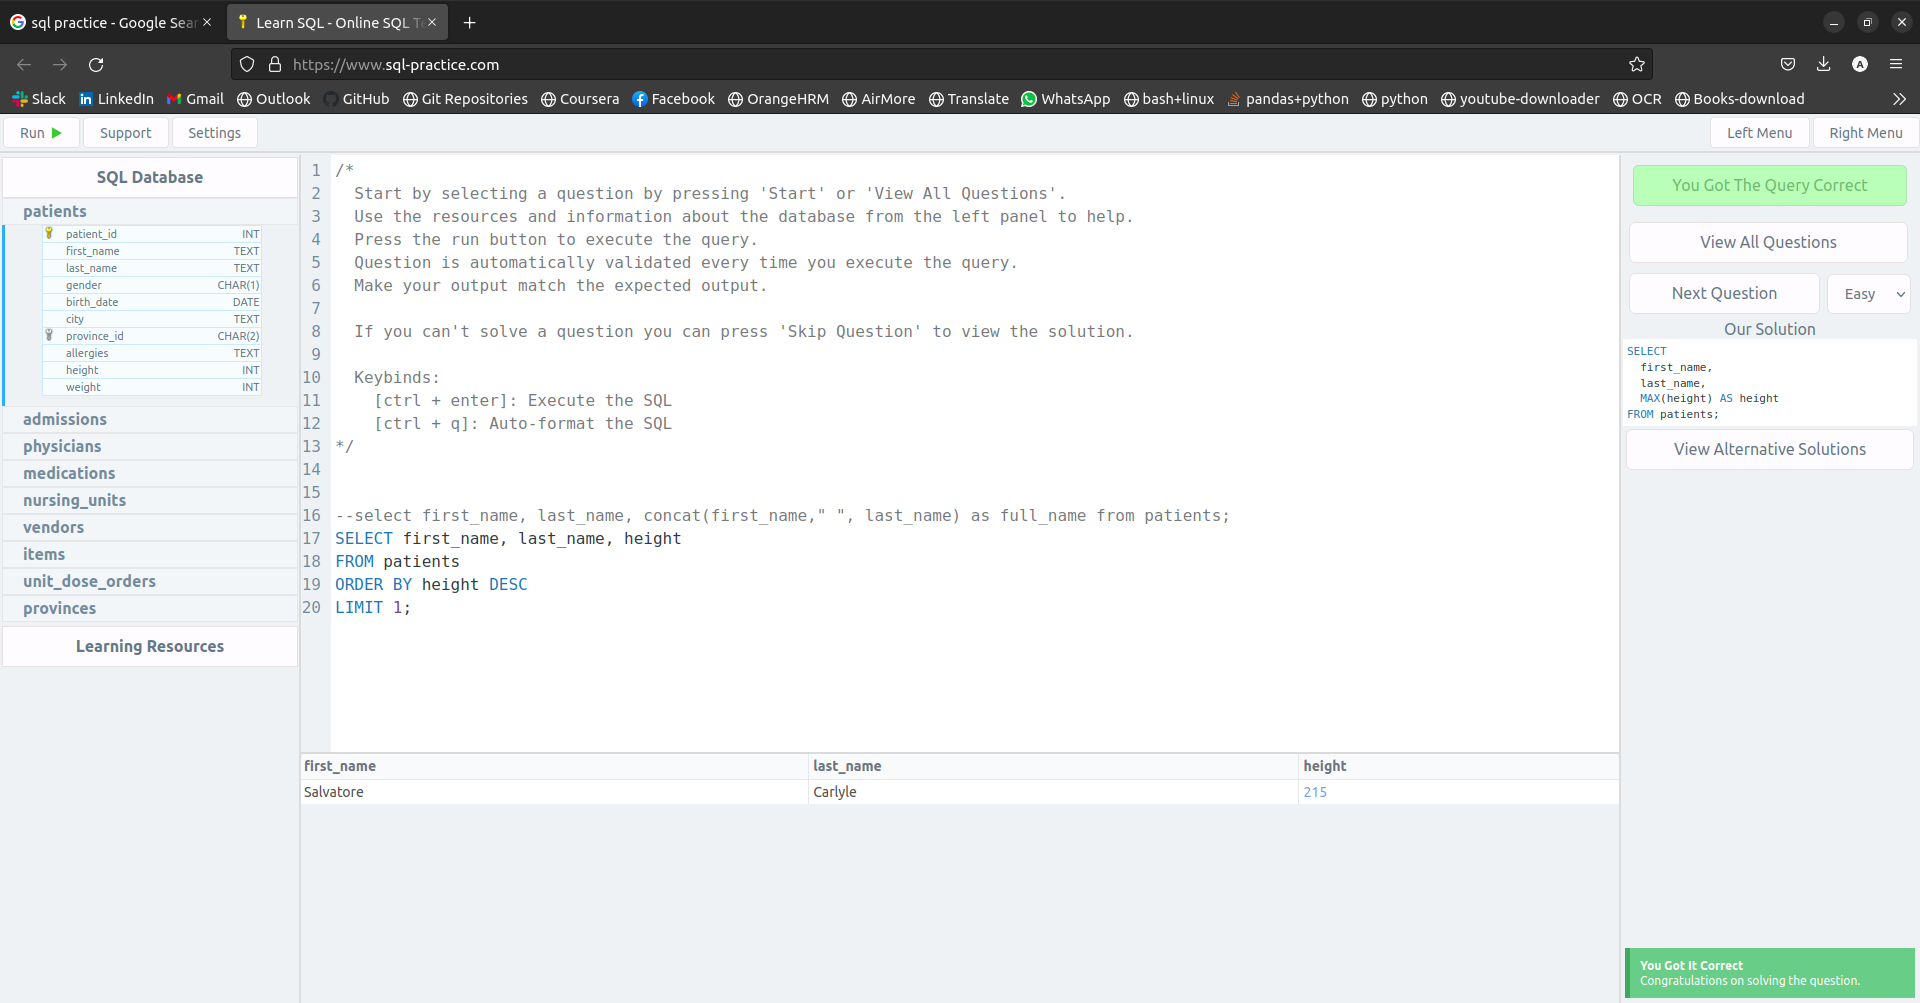 sql practice - Google Sear
Learn SQL - Online SQL Te
https://www.sql-practice.com
A
Slack LinkedIn Gmail Outlook GitHub Git Repositories Coursera Facebook OrangeHRM AirMore Translate WhatsApp bash+linux pandas+python python youtube-downloader OCR Books-download
Run Support Settings Left Menu Right Menu
SQL Database
patients
patient_id INT
first_name TEXT
last_name TEXT
gender CHAR(1)
birth_date DATE
city TEXT
province_id CHAR(2)
allergies TEXT
height INT
weight INT
admissions
physicians
medications
nursing_units
vendors
items
unit_dose_orders
provinces
Learning Resources
1 /*
2 Start by selecting a question by pressing 'Start' or 'View All Questions'.
3 Use the resources and information about the database from the left panel to help.
4 Press the run button to execute the query.
5 Question is automatically validated every time you execute the query.
6 Make your output match the expected output.
7
8 If you can't solve a question you can press 'Skip Question' to view the solution.
9
10 Keybinds:
11 [ctrl + enter]: Execute the SQL
12 [ctrl + q]: Auto-format the SQL
13 */
14
15
16 --select first_name, last_name, concat(first_name," ", last_name) as full_name from patients;
17 SELECT first_name, last_name, height
18 FROM patients
19 ORDER BY height DESC
20 LIMIT 1;
first_name last_name height
Salvatore Carlyle 215
You Got The Query Correct
View All Questions
Next Question Easy
Our Solution
SELECT
first_name,
last_name,
MAX(height) AS height
FROM patients;
View Alternative Solutions
You Got It Correct
Congratulations on solving the question.